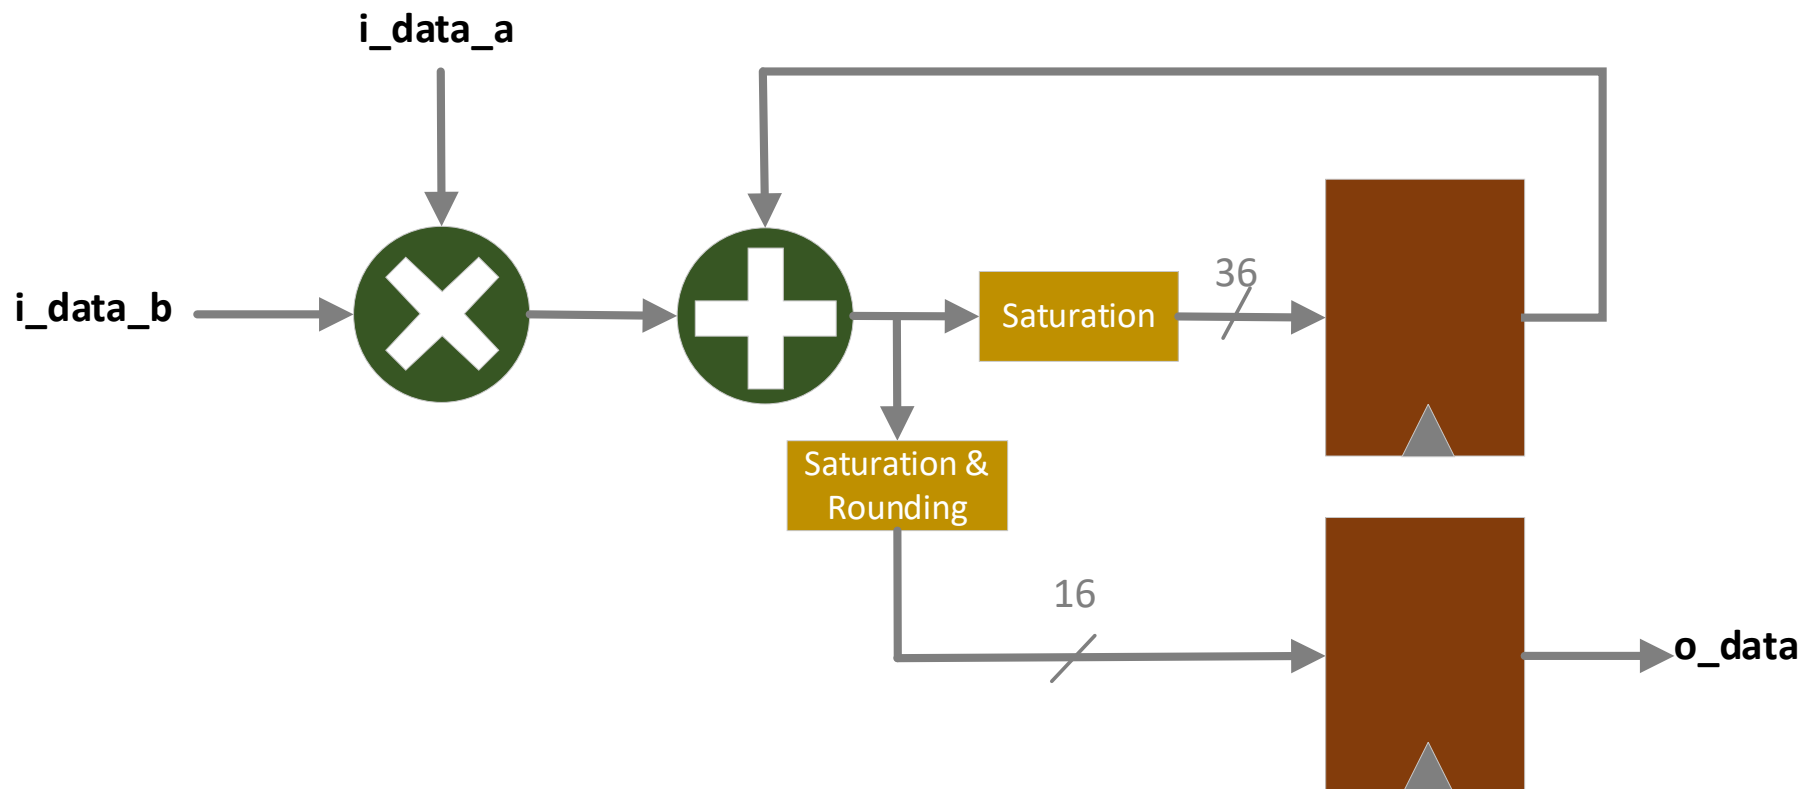 i_data_a
i_data_b
36
Saturation
Saturation &
Rounding
16
o_data